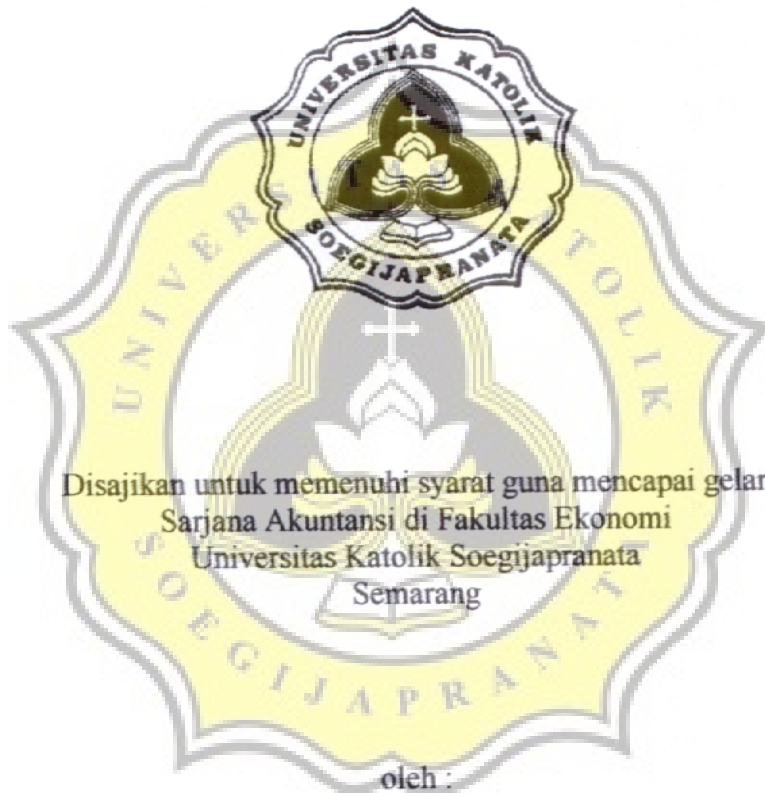 UNIVERSITAS KATOLIK
SOEGIJAPRANATA
Disajikan untuk memenuhi syarat guna mencapai gelar
Sarjana Akuntansi di Fakultas Ekonomi
Universitas Katolik Soegijapranata
Semarang
SOEGIJAPRANATA
oleh :